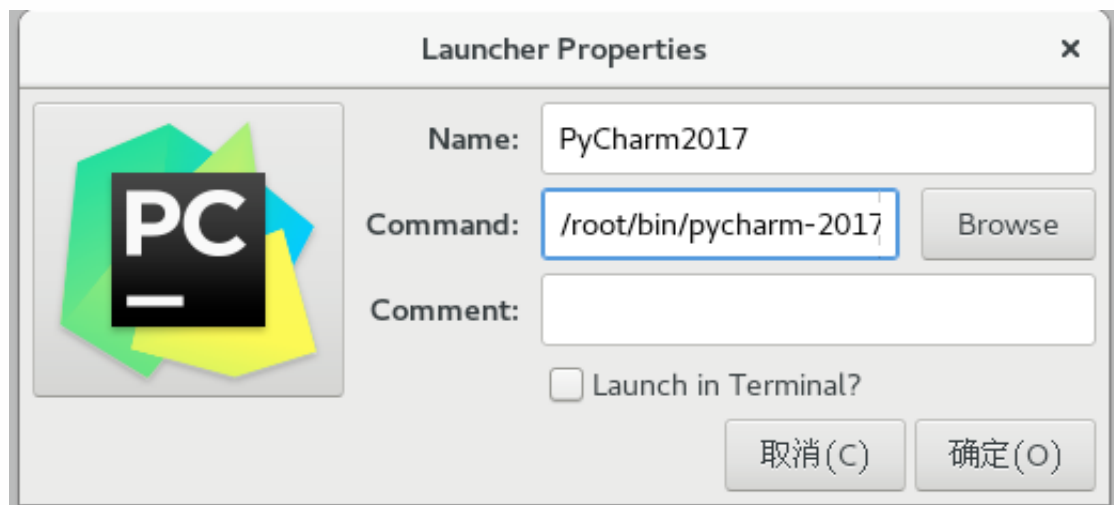 Launcher Properties
PC
Name: PyCharm2017
Command: /root/bin/pycharm-2017 Browse
Comment:
Launch in Terminal?
取消(C) 确定(O)